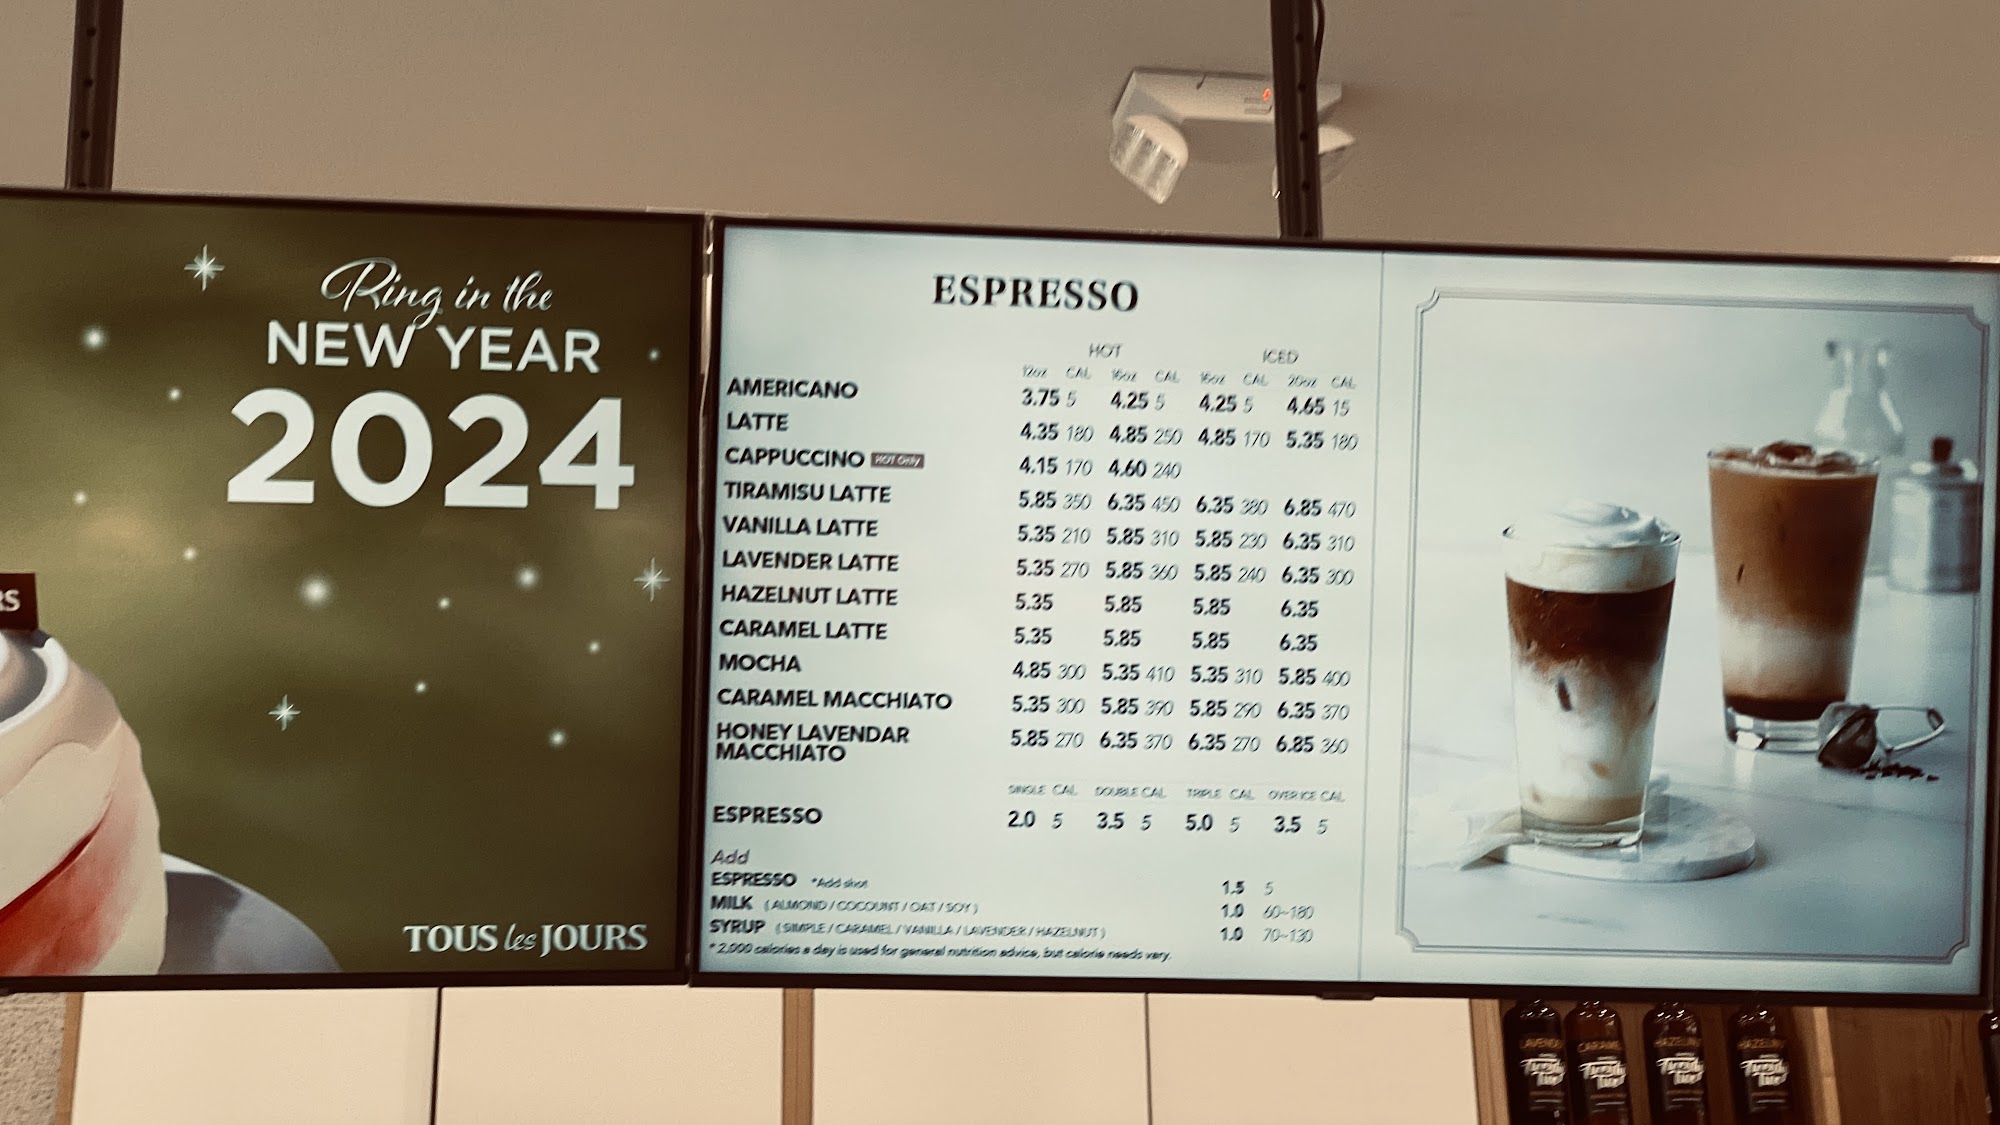 Ring in the
NEW YEAR
2024
RS
TOUS les JOURS
ESPRESSO
HOT ICED
12oz CAL 16oz CAL 16oz CAL 20oz CAL
AMERICANO 3.75 5 4.25 5 4.25 5 4.65 15
LATTE 4.35 180 4.85 250 4.85 170 5.35 180
CAPPUCCINO HOT Only 4.15 170 4.60 240
TIRAMISU LATTE 5.85 350 6.35 450 6.35 380 6.85 470
VANILLA LATTE 5.35 210 5.85 310 5.85 230 6.35 310
LAVENDER LATTE 5.35 270 5.85 360 5.85 240 6.35 300
HAZELNUT LATTE 5.35 5.85 5.85 6.35
CARAMEL LATTE 5.35 5.85 5.85 6.35
MOCHA 4.85 300 5.35 410 5.35 310 5.85 400
CARAMEL MACCHIATO 5.35 300 5.85 390 5.85 290 6.35 370
HONEY LAVENDAR
MACCHIATO 5.85 270 6.35 370 6.35 270 6.85 360
SINGLE CAL DOUBLE CAL TRIPLE CAL OVER ICE CAL
ESPRESSO 2.0 5 3.5 5 5.0 5 3.5 5
Add
ESPRESSO *Add shot 1.5 5
MILK ( ALMOND / COCOUNT / OAT / SOY ) 1.0 60~180
SYRUP ( SIMPLE / CARAMEL / VANILLA / LAVENDER / HAZELNUT ) 1.0 70~130
* 2,000 calories a day is used for general nutrition advice, but calorie needs vary.
LAVENDE CARAME HAZELNU HAZELNU